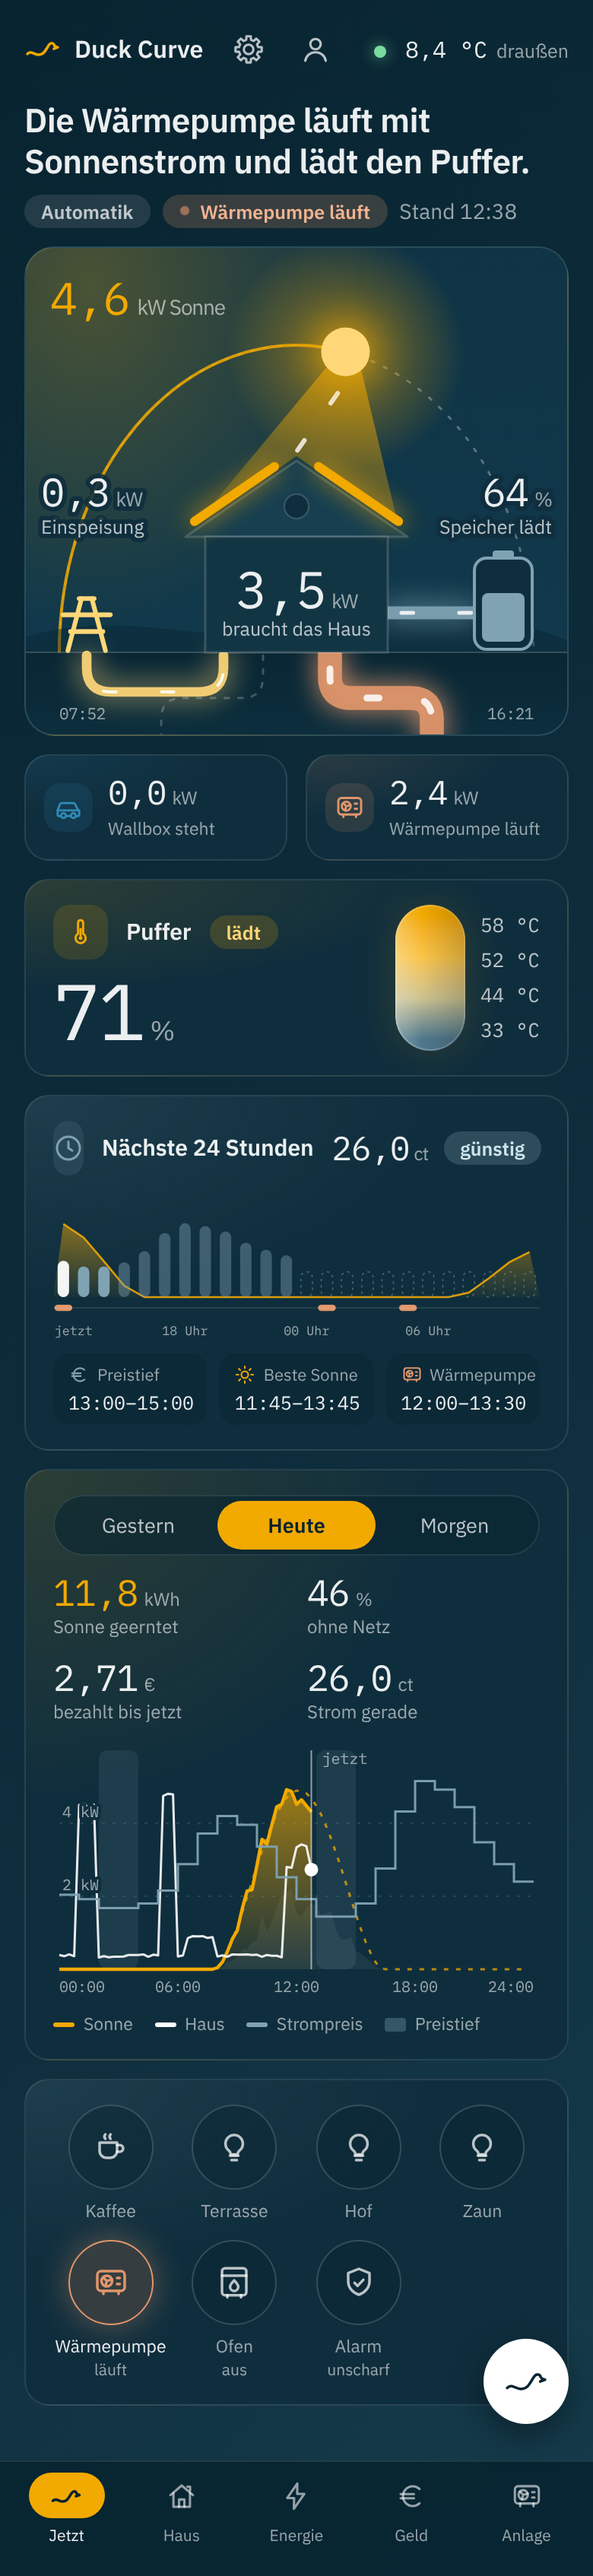 Duck Curve
8,4 °C draußen
Die Wärmepumpe läuft mit
Sonnenstrom und lädt den Puffer.
Automatik
Wärmepumpe läuft
Stand 12:38
4,6 kW Sonne
0,3 kW
Einspeisung
64 %
Speicher lädt
3,5 kW
braucht das Haus
07:52
16:21
0,0 kW
Wallbox steht
2,4 kW
Wärmepumpe läuft
Puffer
lädt
71 %
58 °C
52 °C
44 °C
33 °C
Nächste 24 Stunden
26,0 ct
günstig
jetzt
18 Uhr
00 Uhr
06 Uhr
Preistief
13:00–15:00
Beste Sonne
11:45–13:45
Wärmepumpe
12:00–13:30
Gestern
Heute
Morgen
11,8 kWh
Sonne geerntet
46 %
ohne Netz
2,71 €
bezahlt bis jetzt
26,0 ct
Strom gerade
jetzt
4 kW
2 kW
00:00
06:00
12:00
18:00
24:00
Sonne
Haus
Strompreis
Preistief
Kaffee
Terrasse
Hof
Zaun
Wärmepumpe
läuft
Ofen
aus
Alarm
unscharf
Jetzt
Haus
Energie
Geld
Anlage